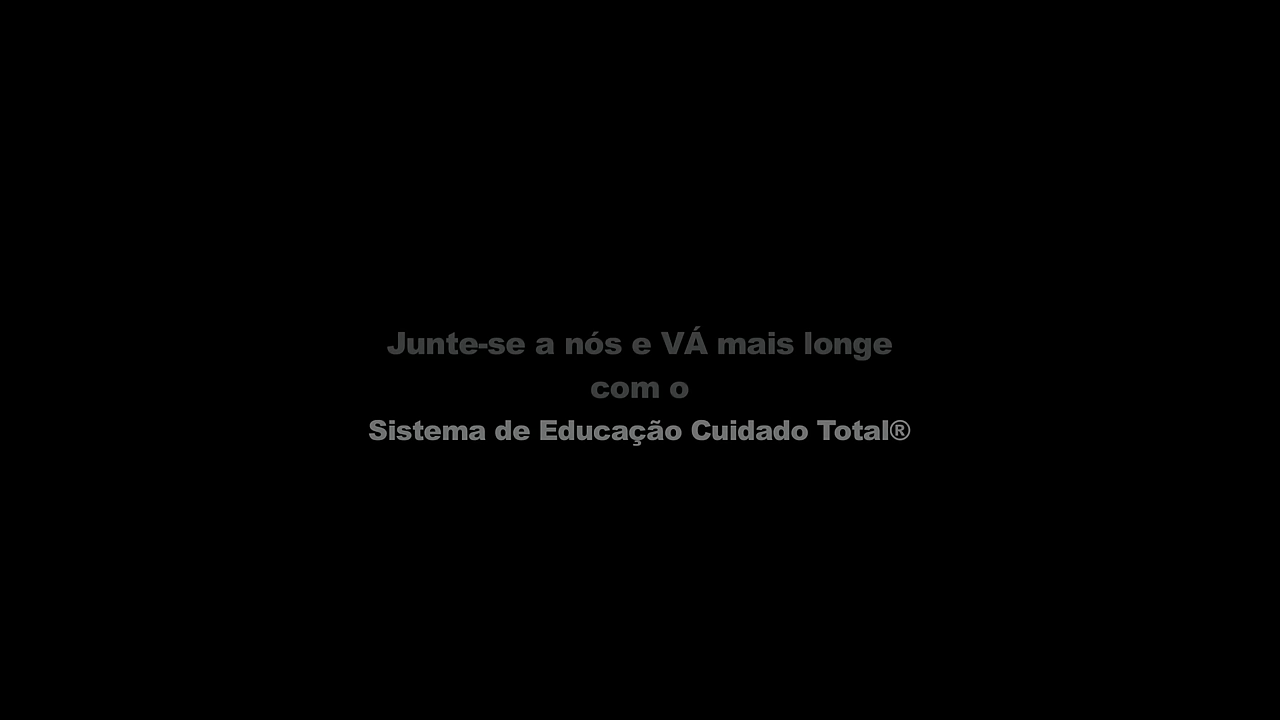 Junte-se a nós e VÁ mais longe
com o
Sistema de Educação Cuidado Total®